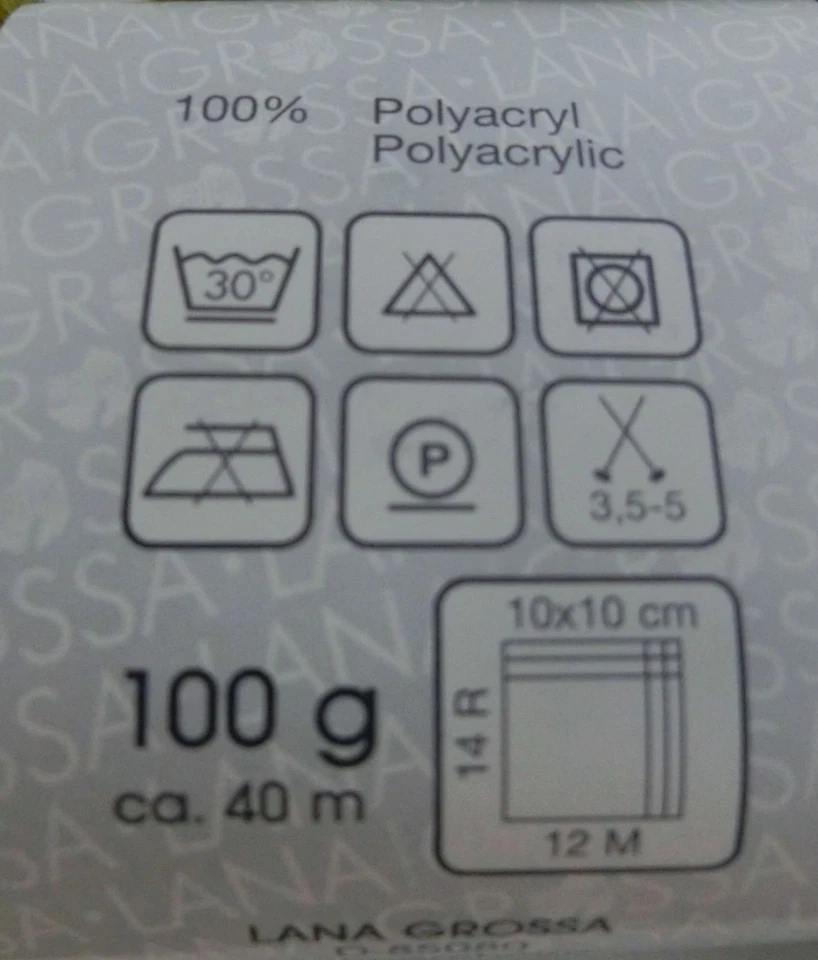 100% Polyacryl
Polyacrylic
30°
P
3,5-5
10x10 cm
14 R
12 M
100 g
ca. 40 m
LANA GROSSA